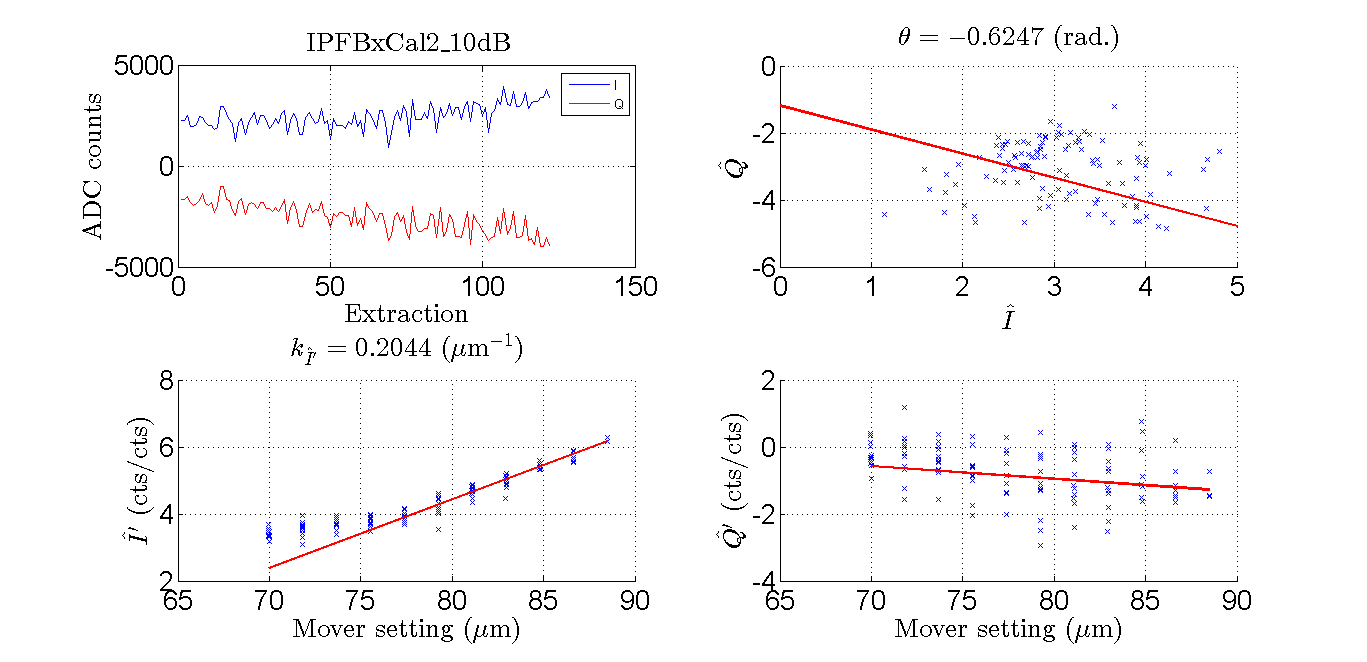 IPFBxCal2_10dB
5000
0
-5000
ADC counts
I
Q
0 50 100 150
Extraction
θ = −0.6247 (rad.)
0
-2
-4
-6
Q̂
0 1 2 3 4 5
Î
k_Î′ = 0.2044 (μm⁻¹)
8
6
4
2
Î′ (cts/cts)
65 70 75 80 85 90
Mover setting (μm)
2
0
-2
-4
Q̂′ (cts/cts)
65 70 75 80 85 90
Mover setting (μm)